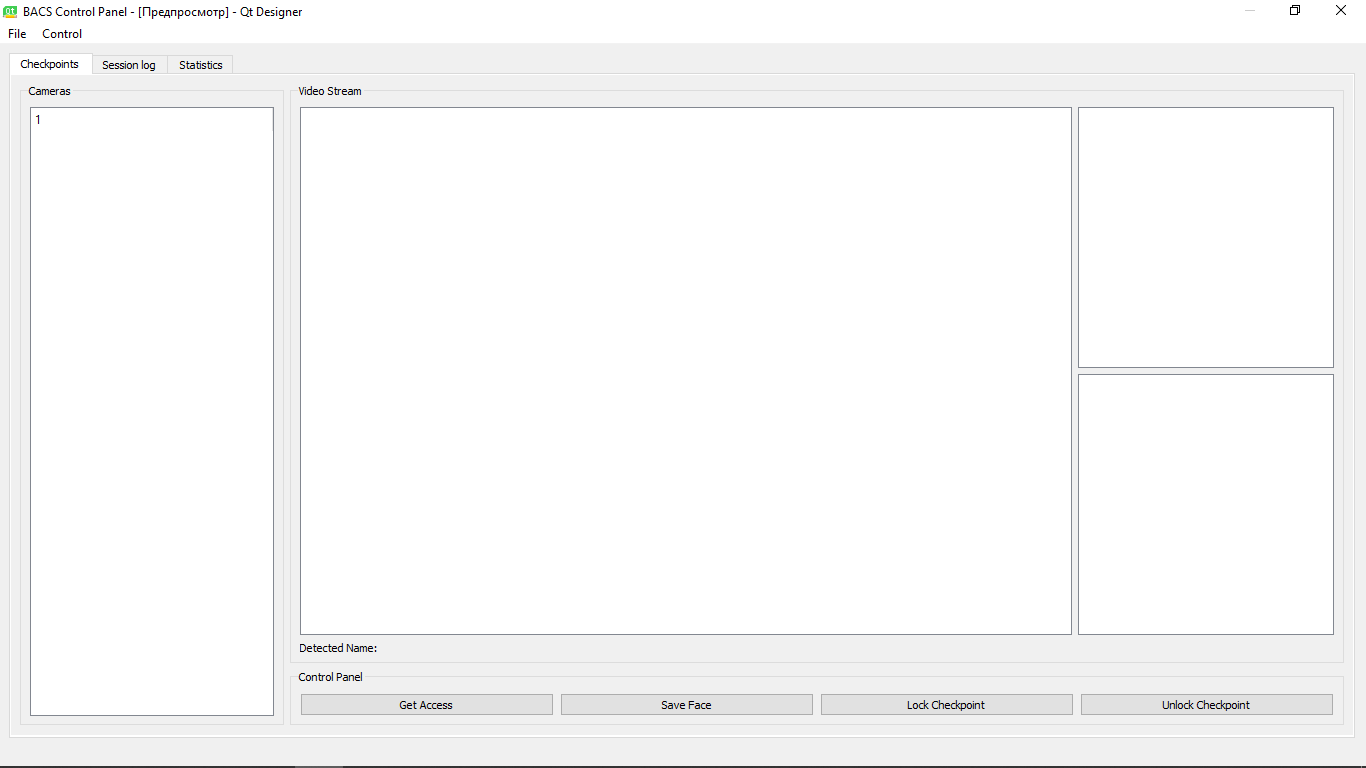 BACS Control Panel - [Предпросмотр] - Qt Designer
File Control
Checkpoints Session log Statistics
Cameras
1
Video Stream
Detected Name:
Control Panel
Get Access Save Face Lock Checkpoint Unlock Checkpoint